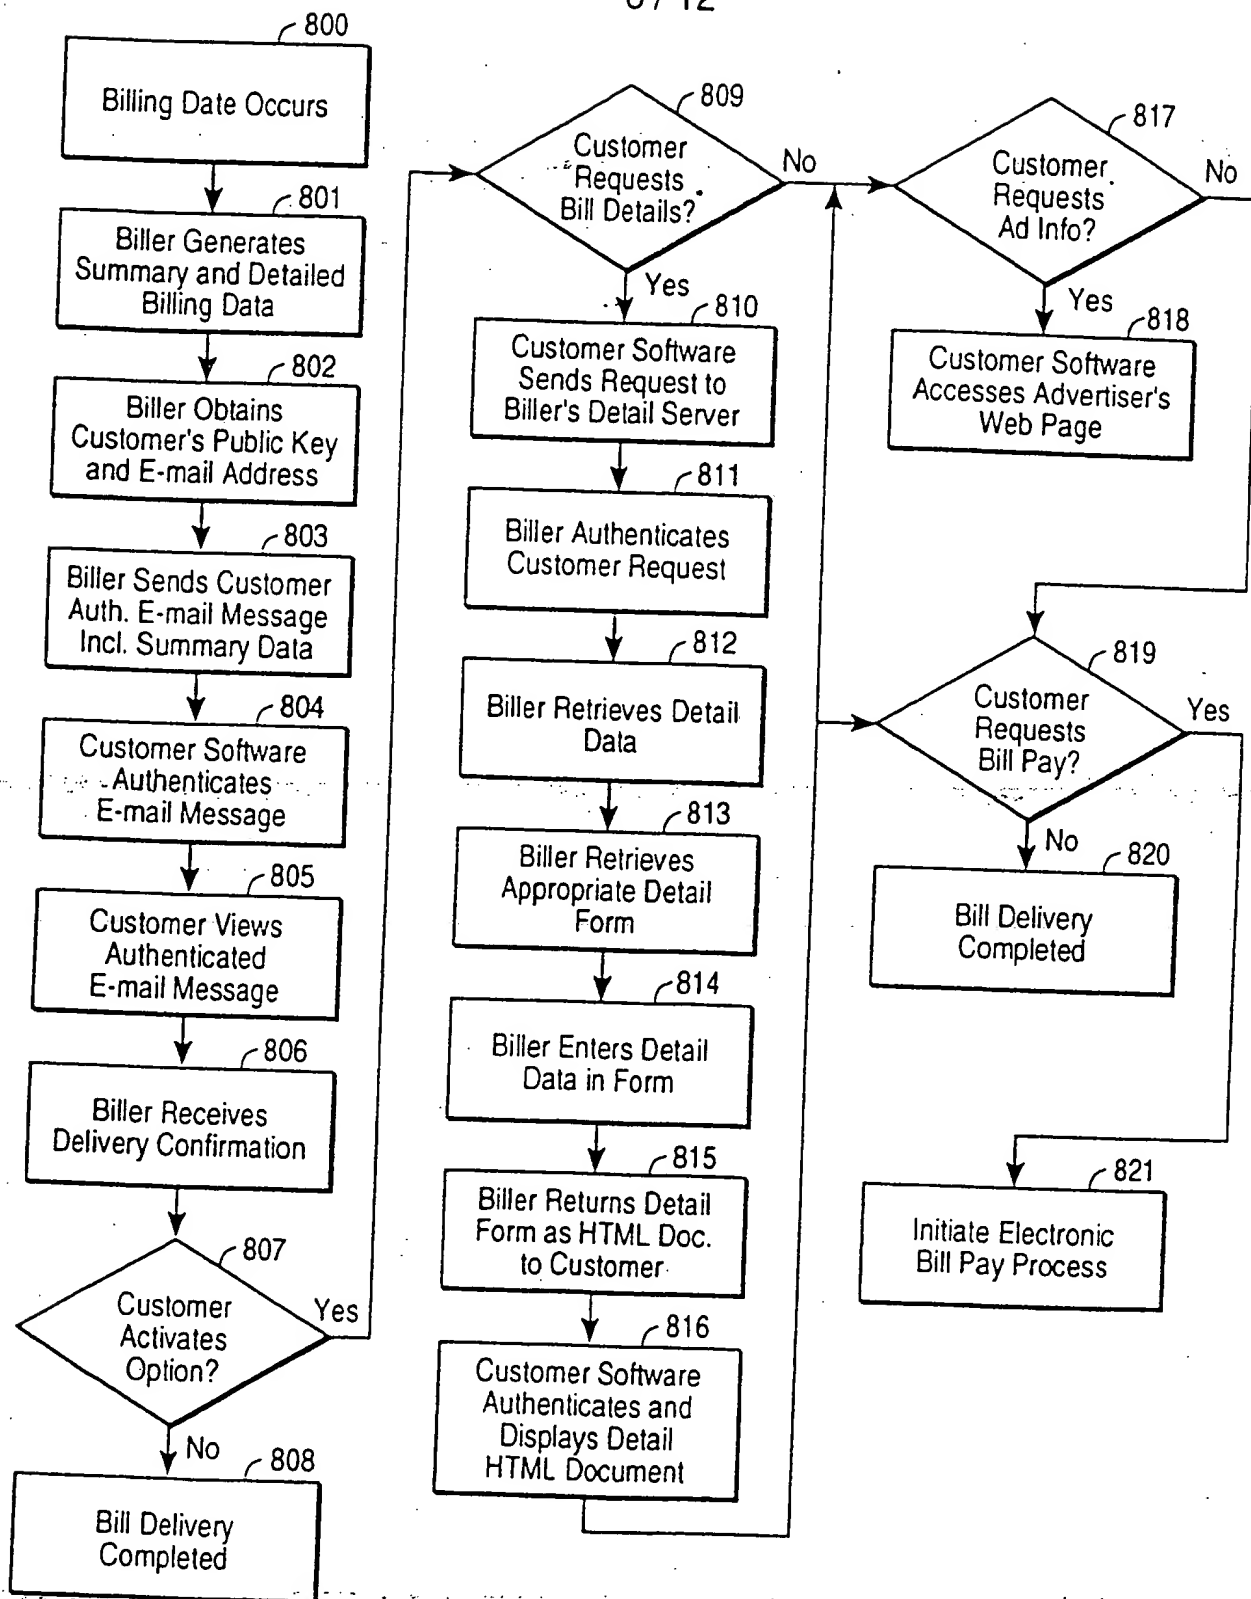 800
Billing Date Occurs
801
Biller Generates
Summary and Detailed
Billing Data
802
Biller Obtains
Customer's Public Key
and E-mail Address
803
Biller Sends Customer
Auth. E-mail Message
Incl. Summary Data
804
Customer Software
Authenticates
E-mail Message
805
Customer Views
Authenticated
E-mail Message
806
Biller Receives
Delivery Confirmation
807
Customer
Activates
Option?
Yes
No
808
Bill Delivery
Completed
809
Customer
Requests
Bill Details?
No
Yes
810
Customer Software
Sends Request to
Biller's Detail Server
811
Biller Authenticates
Customer Request
812
Biller Retrieves Detail
Data
813
Biller Retrieves
Appropriate Detail
Form
814
Biller Enters Detail
Data in Form
815
Biller Returns Detail
Form as HTML Doc.
to Customer
816
Customer Software
Authenticates and
Displays Detail
HTML Document
817
Customer
Requests
Ad Info?
No
Yes
818
Customer Software
Accesses Advertiser's
Web Page
819
Customer
Requests
Bill Pay?
Yes
No
820
Bill Delivery
Completed
821
Initiate Electronic
Bill Pay Process